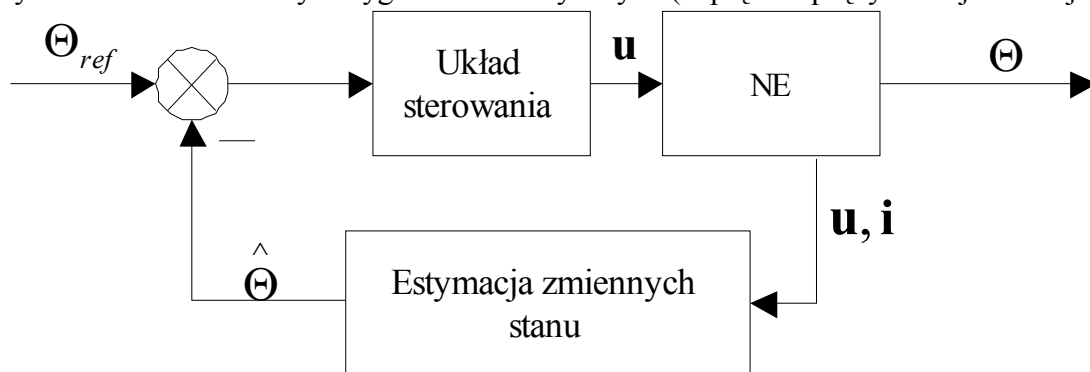 Θref
Układ
sterowania
u
NE
Θ
—
u, i
^
Θ
Estymacja zmiennych
stanu